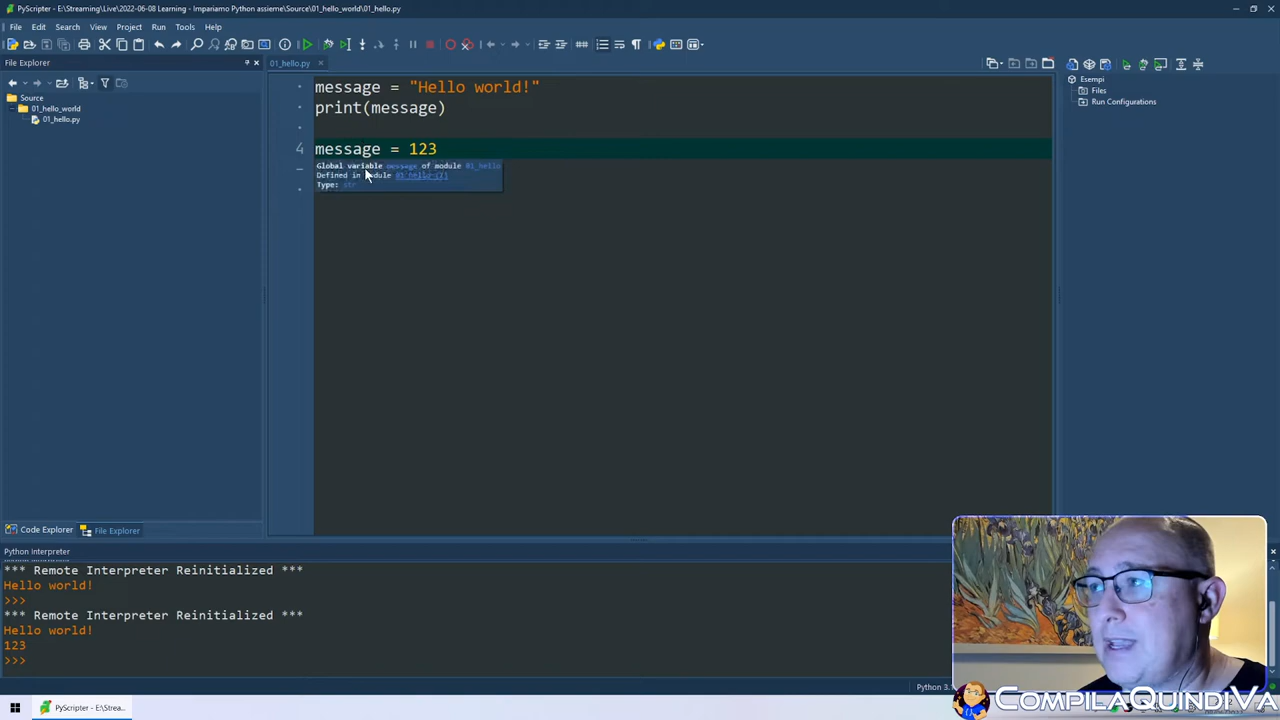 PyScripter - E:\Streaming\Live\2022-06-08 Learning - Impariamo Python assieme\Source\01_hello_world\01_hello.py
File Edit Search View Project Run Tools Help
File Explorer
01_hello.py
Source
01_hello_world
01_hello.py
message = "Hello world!"
print(message)
4 message = 123
Global variable message of module 01_hello
Defined in module
Type: str
Esempi
Files
Run Configurations
Code Explorer File Explorer
Python Interpreter
*** Remote Interpreter Reinitialized ***
Hello world!
>>>
*** Remote Interpreter Reinitialized ***
Hello world!
123
>>>
Python 3.
PyScripter - E:\Strea...
COMPILAQUINDIVA